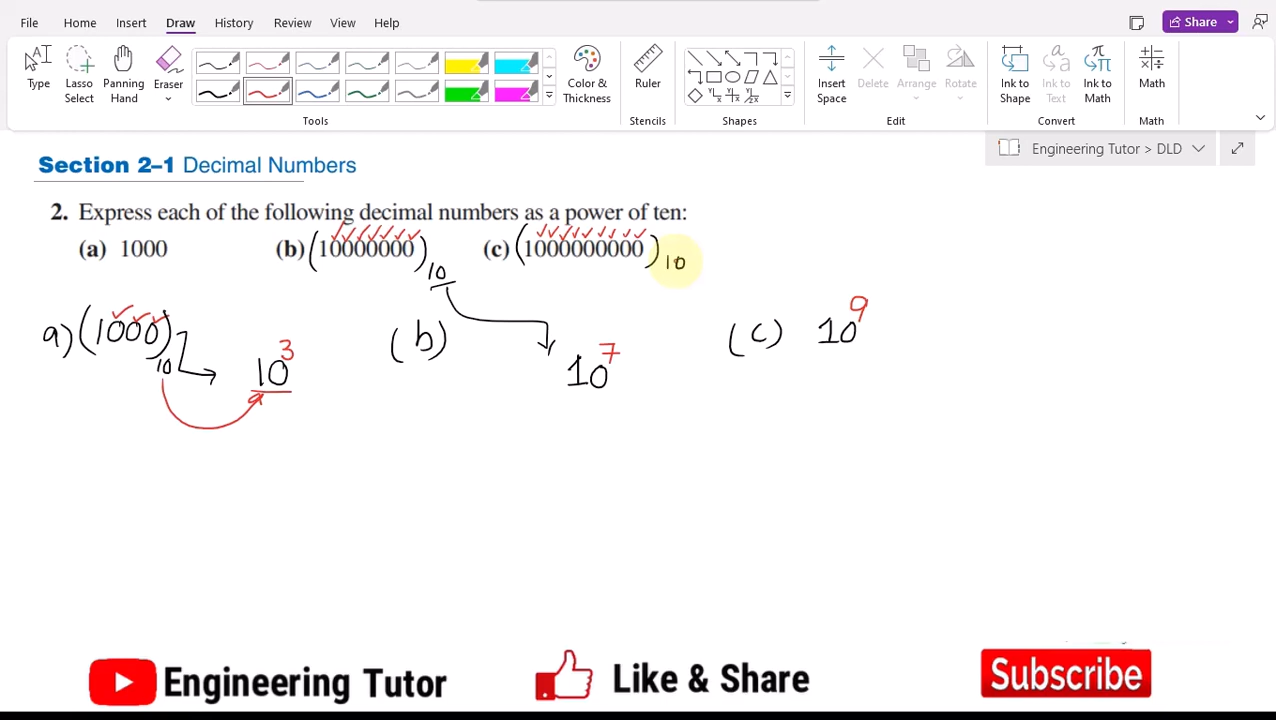 File Home Insert Draw History Review View Help Share
Type Lasso Select Panning Hand Eraser Color & Thickness Ruler Insert Space Delete Arrange Rotate Ink to Shape Ink to Text Ink to Math Math
Tools Stencils Shapes Edit Convert Math
Engineering Tutor > DLD
Section 2–1 Decimal Numbers
2. Express each of the following decimal numbers as a power of ten:
(a) 1000 (b) (10000000)₁₀ (c) (1000000000)₁₀
a) (1000)₁₀ → 10³ (b) 10⁷ (c) 10⁹
Engineering Tutor Like & Share Subscribe